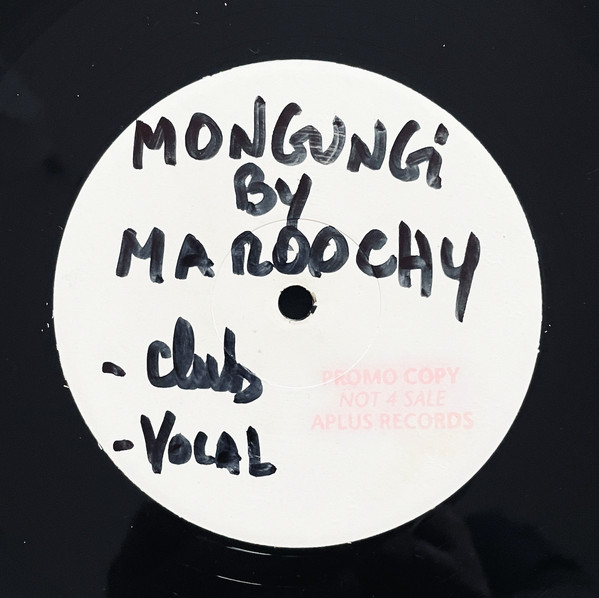 MONGUNGi
By
MAROOCHY
- Club
- VOCAL
PROMO COPY
NOT 4 SALE
APLUS RECORDS